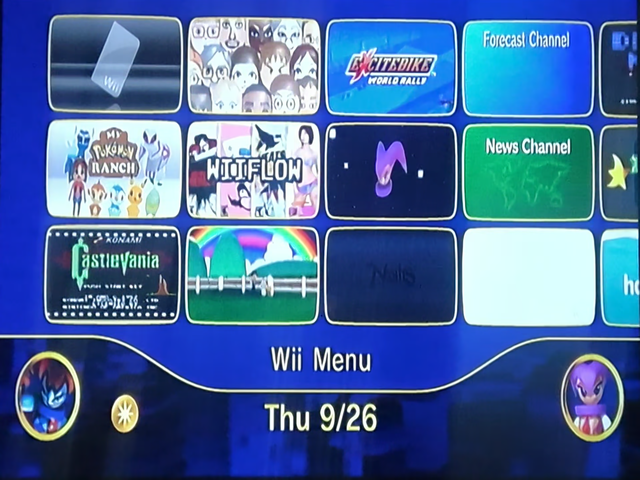 Wii
EXCITEBIKE
WORLD RALLY
Forecast Channel
MY
POKéMON
RANCH
WIIFLOW
News Channel
KONAMI
Castlevania
Wii Menu
Thu 9/26